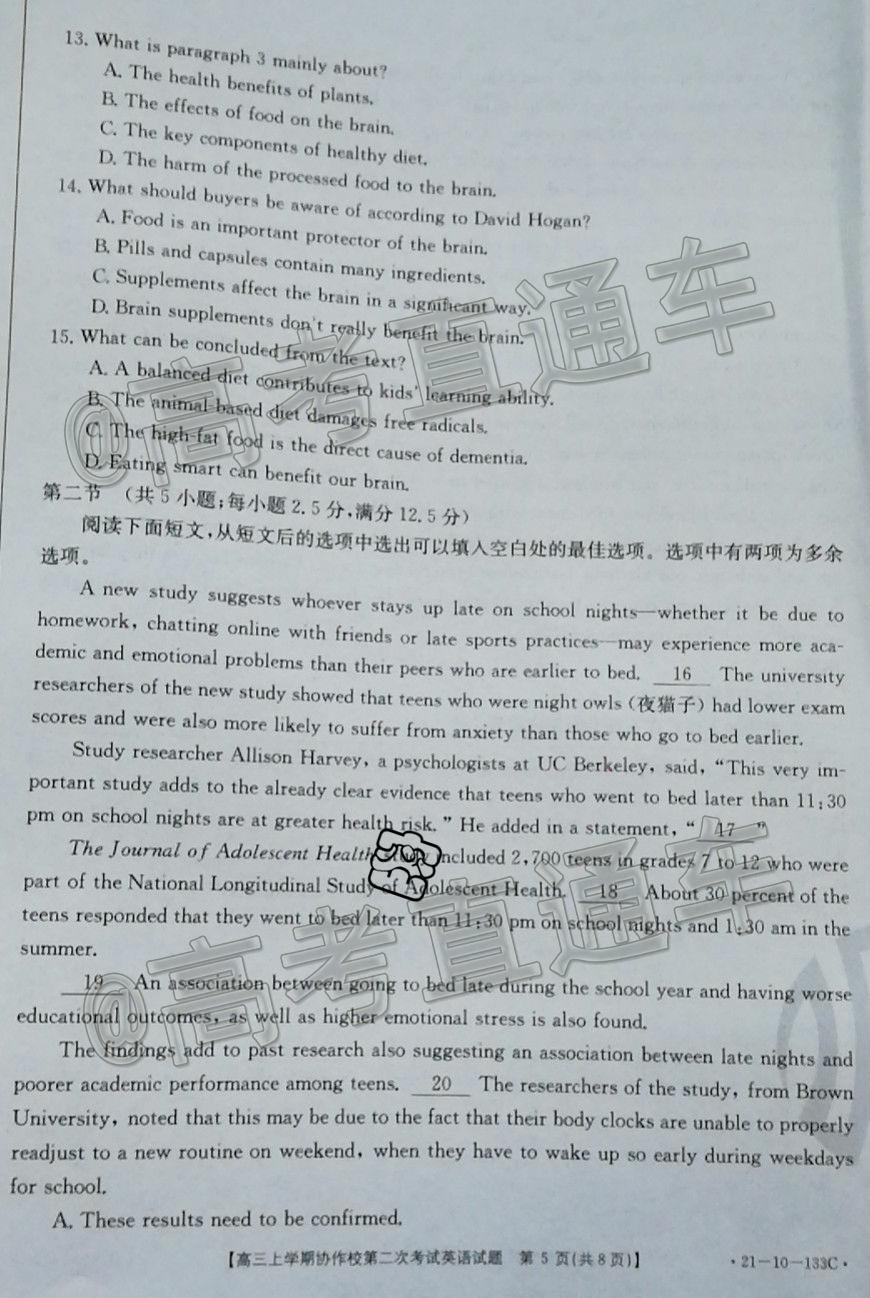 13. What is paragraph 3 mainly about?
A. The health benefits of plants.
B. The effects of food on the brain.
C. The key components of healthy diet.
D. The harm of the processed food to the brain.
14. What should buyers be aware of according to David Hogan?
A. Food is an important protector of the brain.
B. Pills and capsules contain many ingredients.
C. Supplements affect the brain in a significant way.
D. Brain supplements don't really benefit the brain.
15. What can be concluded from the text?
A. A balanced diet contributes to kids' learning ability.
B. The animal-based diet damages free radicals.
C. The high-fat food is the direct cause of dementia.
D. Eating smart can benefit our brain.
第二节 (共5小题;每小题2.5分,满分12.5分)
阅读下面短文,从短文后的选项中选出可以填入空白处的最佳选项。选项中有两项为多余
选项。
A new study suggests whoever stays up late on school nights—whether it be due to
homework, chatting online with friends or late sports practices—may experience more aca-
demic and emotional problems than their peers who are earlier to bed. 16 The university
researchers of the new study showed that teens who were night owls (夜猫子) had lower exam
scores and were also more likely to suffer from anxiety than those who go to bed earlier.
Study researcher Allison Harvey, a psychologists at UC Berkeley, said, "This very im-
portant study adds to the already clear evidence that teens who went to bed later than 11:30
pm on school nights are at greater health risk." He added in a statement, " 17 "
The Journal of Adolescent Health study included 2,700 teens in grades 7 to 12 who were
part of the National Longitudinal Study of Adolescent Health. 18 About 30 percent of the
teens responded that they went to bed later than 11:30 pm on school nights and 1:30 am in the
summer.
19 An association between going to bed late during the school year and having worse
educational outcomes, as well as higher emotional stress is also found.
The findings add to past research also suggesting an association between late nights and
poorer academic performance among teens. 20 The researchers of the study, from Brown
University, noted that this may be due to the fact that their body clocks are unable to properly
readjust to a new routine on weekend, when they have to wake up so early during weekdays
for school.
A. These results need to be confirmed.
【高三上学期协作校第二次考试英语试题 第5页(共8页)】 ·21-10-133C·
@高考直通车
@高考直通车